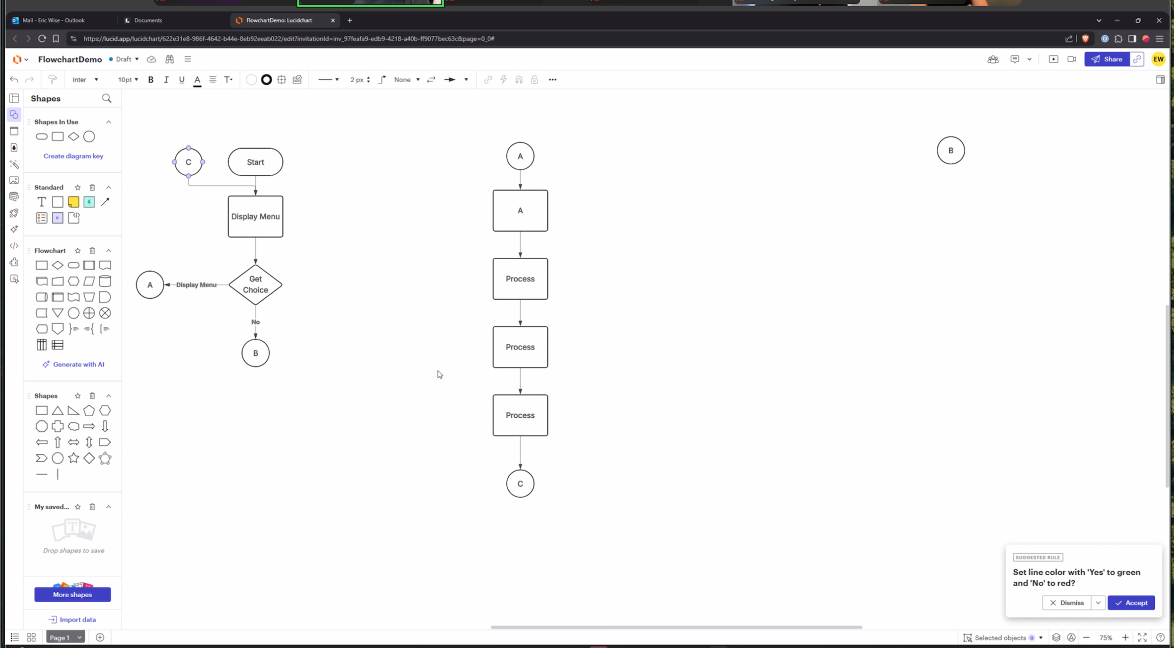 Mail - Eric Wise - Outlook
Documents
FlowchartDemo: Lucidchart
https://lucid.app/lucidchart/622e31e8-986F-4642-b44e-8eb92eeab022/edit?invitationId=inv_97feafa9-edb9-4218-a40b-ff9077bec63c&page=0_0#
FlowchartDemo
Draft
Share
EW
Inter
10pt
B I U A T
2 px
None
Shapes
Shapes In Use
Create diagram key
Standard
T
Flowchart
Generate with AI
Shapes
My saved...
T
Drop shapes to save
More shapes
Import data
C
Start
Display Menu
Get
Choice
Display Menu
A
No
B
A
A
Process
Process
Process
C
B
SUGGESTED RULE
Set line color with 'Yes' to green
and 'No' to red?
Dismiss
Accept
Page 1
Selected objects
75%